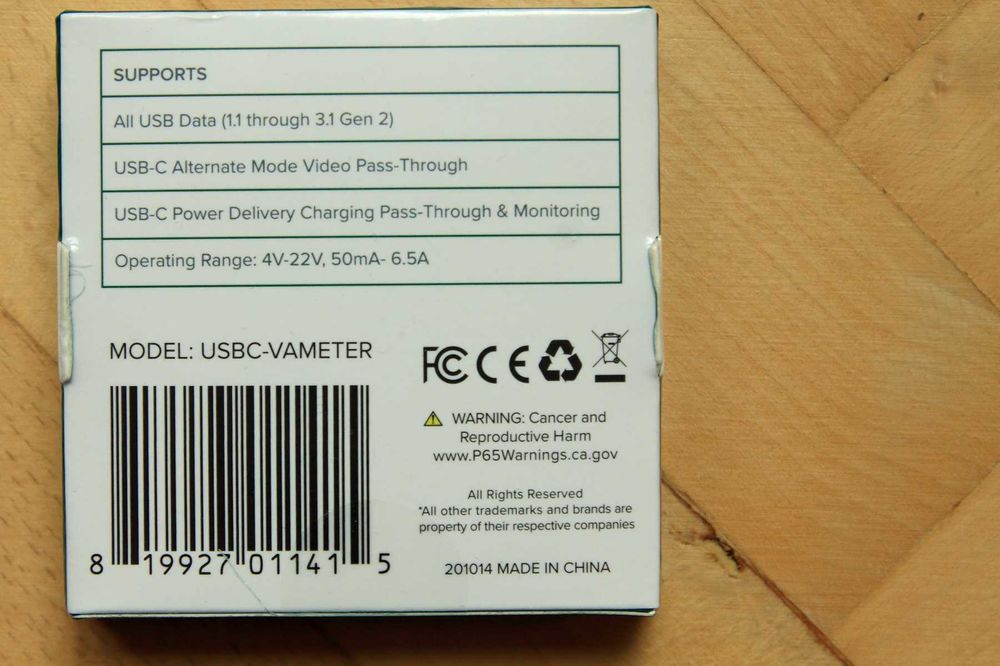 SUPPORTS
All USB Data (1.1 through 3.1 Gen 2)
USB-C Alternate Mode Video Pass-Through
USB-C Power Delivery Charging Pass-Through & Monitoring
Operating Range: 4V-22V, 50mA- 6.5A
MODEL: USBC-VAMETER
FC CE
WARNING: Cancer and
Reproductive Harm
www.P65Warnings.ca.gov
All Rights Reserved
*All other trademarks and brands are
property of their respective companies
8 19927 01141 5
201014 MADE IN CHINA